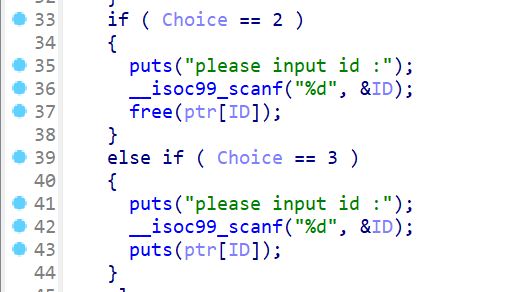 33 if ( Choice == 2 )
34 {
35 puts("please input id :");
36 __isoc99_scanf("%d", &ID);
37 free(ptr[ID]);
38 }
39 else if ( Choice == 3 )
40 {
41 puts("please input id :");
42 __isoc99_scanf("%d", &ID);
43 puts(ptr[ID]);
44 }